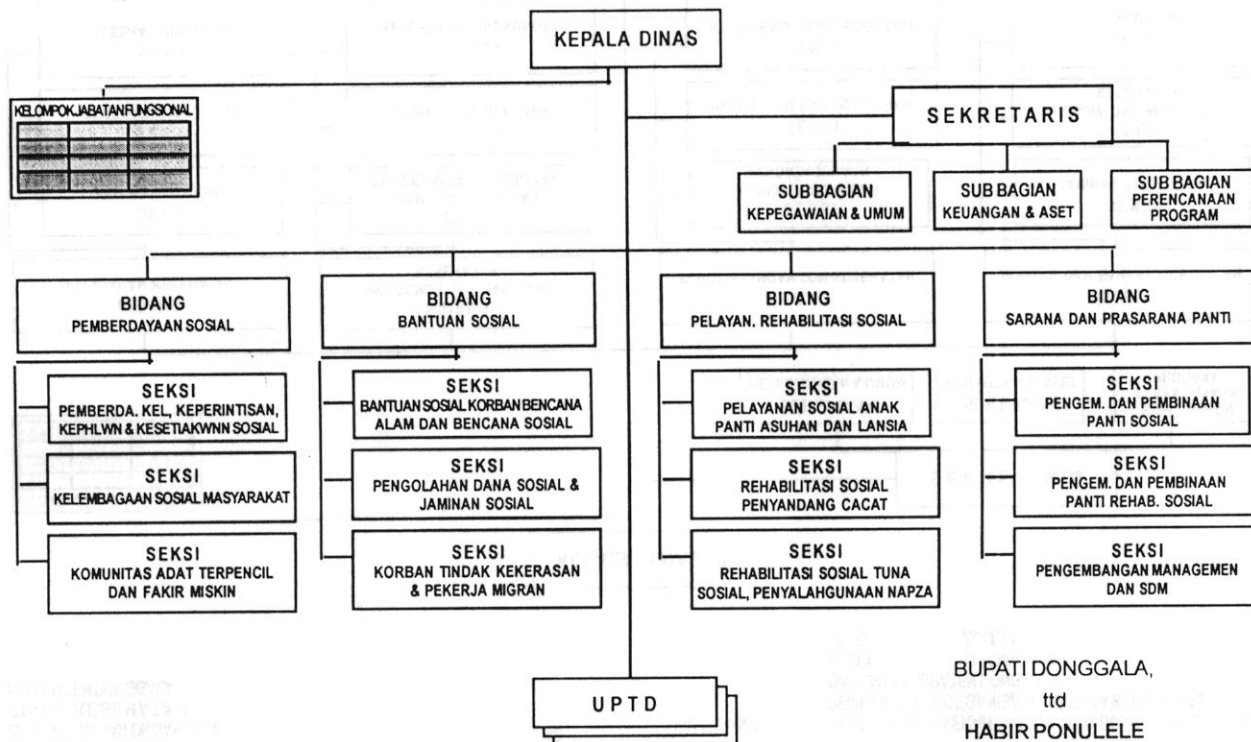 KEPALA DINAS
KELOMPOK JABATAN FUNGSIONAL
SEKRETARIS
SUB BAGIAN
KEPEGAWAIAN & UMUM
SUB BAGIAN
KEUANGAN & ASET
SUB BAGIAN
PERENCANAAN
PROGRAM
BIDANG
PEMBERDAYAAN SOSIAL
BIDANG
BANTUAN SOSIAL
BIDANG
PELAYAN. REHABILITASI SOSIAL
BIDANG
SARANA DAN PRASARANA PANTI
SEKSI
PEMBERDA. KEL, KEPERINTISAN,
KEPHLWN & KESETIAKWNN SOSIAL
SEKSI
KELEMBAGAAN SOSIAL MASYARAKAT
SEKSI
KOMUNITAS ADAT TERPENCIL
DAN FAKIR MISKIN
SEKSI
BANTUAN SOSIAL KORBAN BENCANA
ALAM DAN BENCANA SOSIAL
SEKSI
PENGOLAHAN DANA SOSIAL &
JAMINAN SOSIAL
SEKSI
KORBAN TINDAK KEKERASAN
& PEKERJA MIGRAN
SEKSI
PELAYANAN SOSIAL ANAK
PANTI ASUHAN DAN LANSIA
SEKSI
REHABILITASI SOSIAL
PENYANDANG CACAT
SEKSI
REHABILITASI SOSIAL TUNA
SOSIAL, PENYALAHGUNAAN NAPZA
SEKSI
PENGEM. DAN PEMBINAAN
PANTI SOSIAL
SEKSI
PENGEM. DAN PEMBINAAN
PANTI REHAB. SOSIAL
SEKSI
PENGEMBANGAN MANAGEMEN
DAN SDM
UPTD
BUPATI DONGGALA,
ttd
HABIR PONULELE